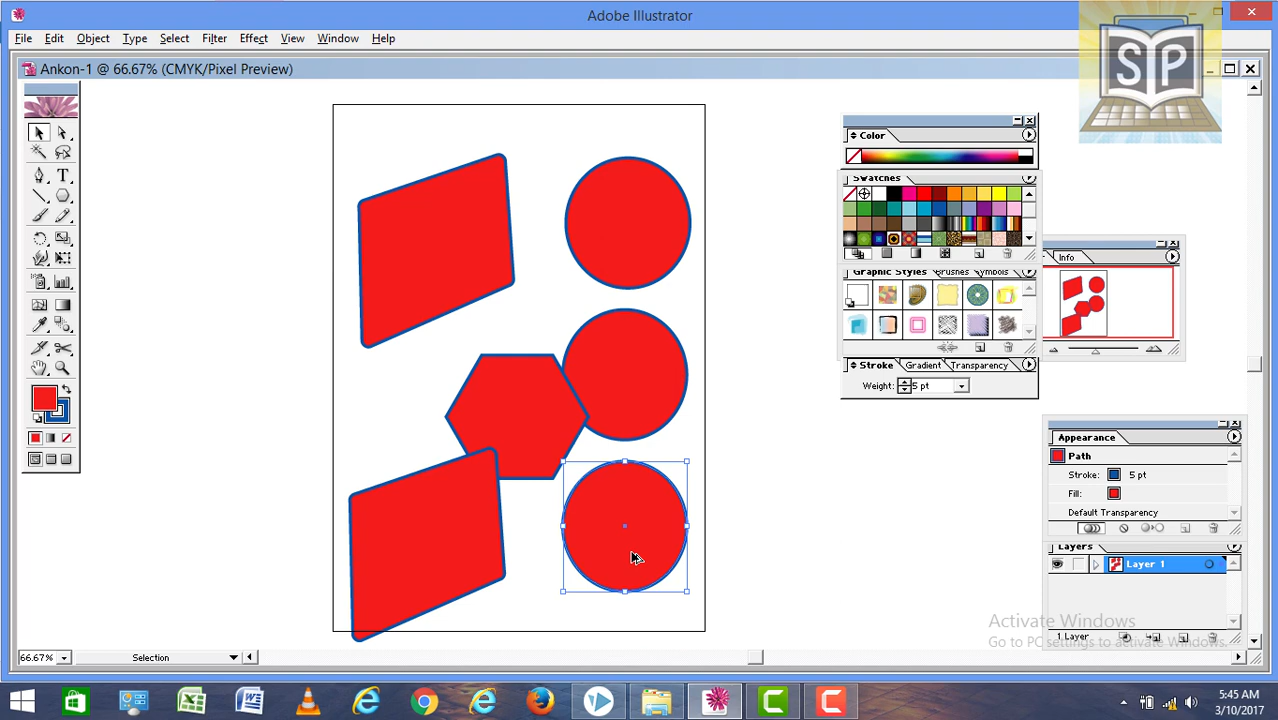 Adobe Illustrator
SP
File Edit Object Type Select Filter Effect View Window Help
Ankon-1 @ 66.67% (CMYK/Pixel Preview)
Color
Swatches
Info
Graphic Styles Brushes Symbols
Stroke Gradient Transparency
Weight: 5 pt
Appearance
Path
Stroke: 5 pt
Fill:
Default Transparency
Layers
Layer 1
1 Layer
Activate Windows
Go to PC settings to activate Windows.
66.67% Selection
5:45 AM
3/10/2017